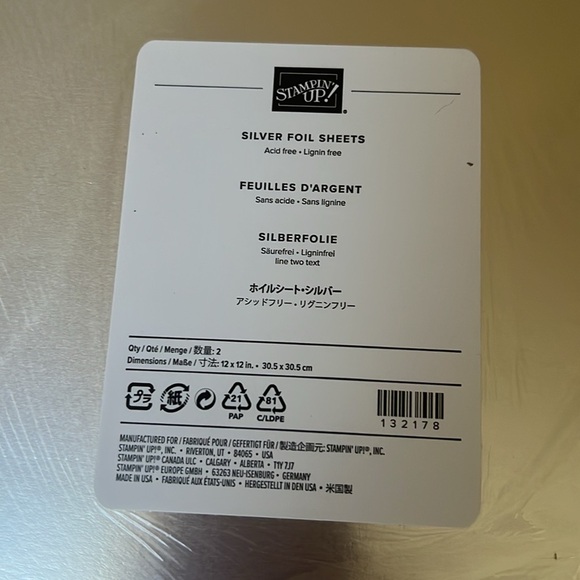 STAMPIN' UP!®
SILVER FOIL SHEETS
Acid free • Lignin free
FEUILLES D'ARGENT
Sans acide • Sans lignine
SILBERFOLIE
Säurefrei • Ligninfrei
line two text
ホイルシート・シルバー
アシッドフリー・リグニンフリー
Qty / Qté / Menge / 数量: 2
Dimensions / Maße / 寸法: 12 x 12 in. • 30.5 x 30.5 cm
プラ 紙 21 81
PAP C/LDPE
132178
MANUFACTURED FOR / FABRIQUÉ POUR / GEFERTIGT FÜR / 製造企画元: STAMPIN' UP!®, INC.
STAMPIN' UP!®, INC. • RIVERTON, UT • 84065 • USA
STAMPIN' UP!® CANADA ULC • CALGARY • ALBERTA • T1Y 7J7
STAMPIN' UP!® EUROPE GMBH • 63263 NEU-ISENBURG • GERMANY
MADE IN USA • FABRIQUÉ AUX ÉTATS-UNIS • HERGESTELLT IN DEN USA • 米国製